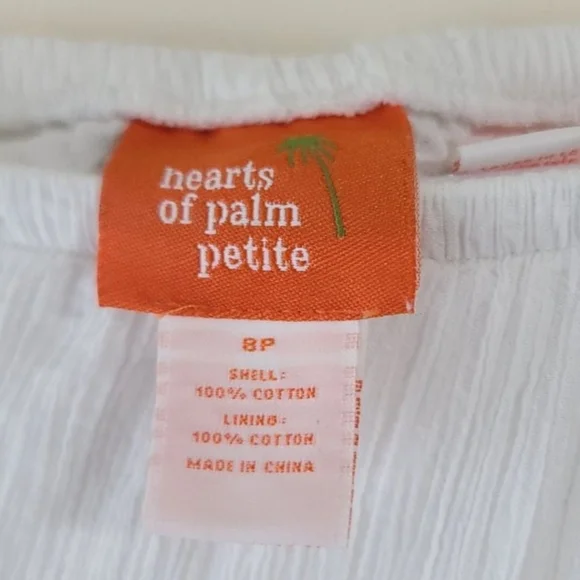 hearts
of palm
petite
8P
SHELL:
100% COTTON
LINING:
100% COTTON
MADE IN CHINA